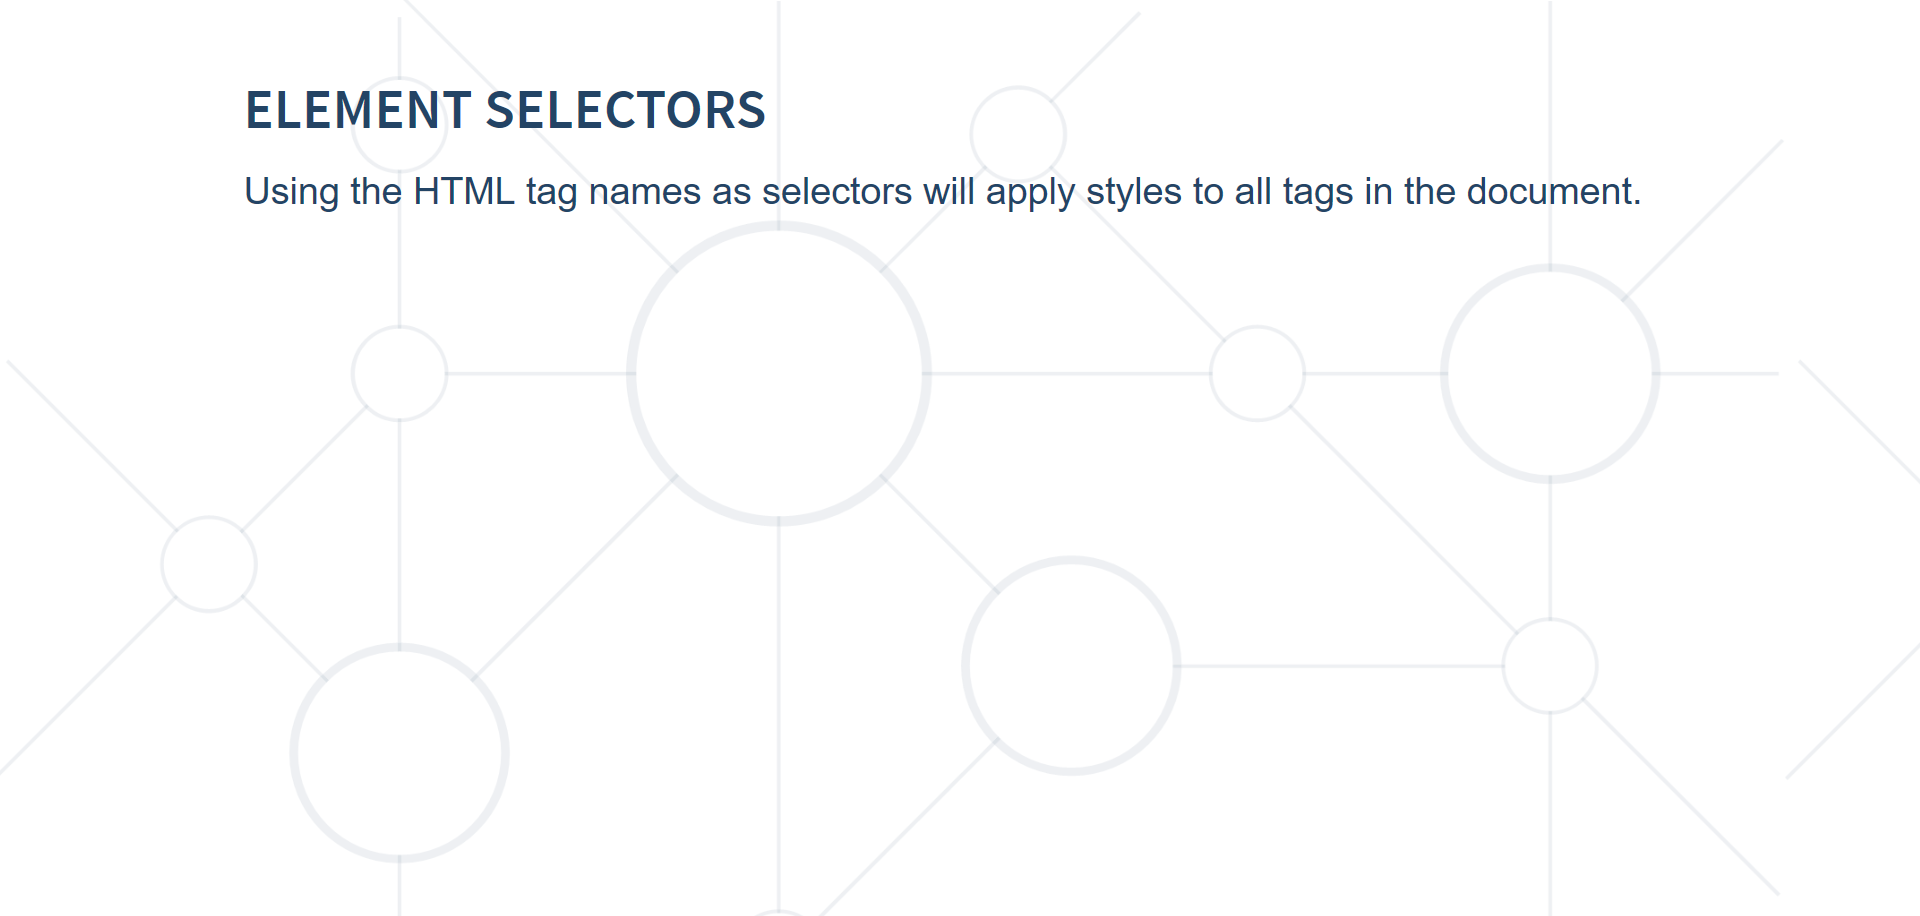 ELEMENT SELECTORS
Using the HTML tag names as selectors will apply styles to all tags in the document.